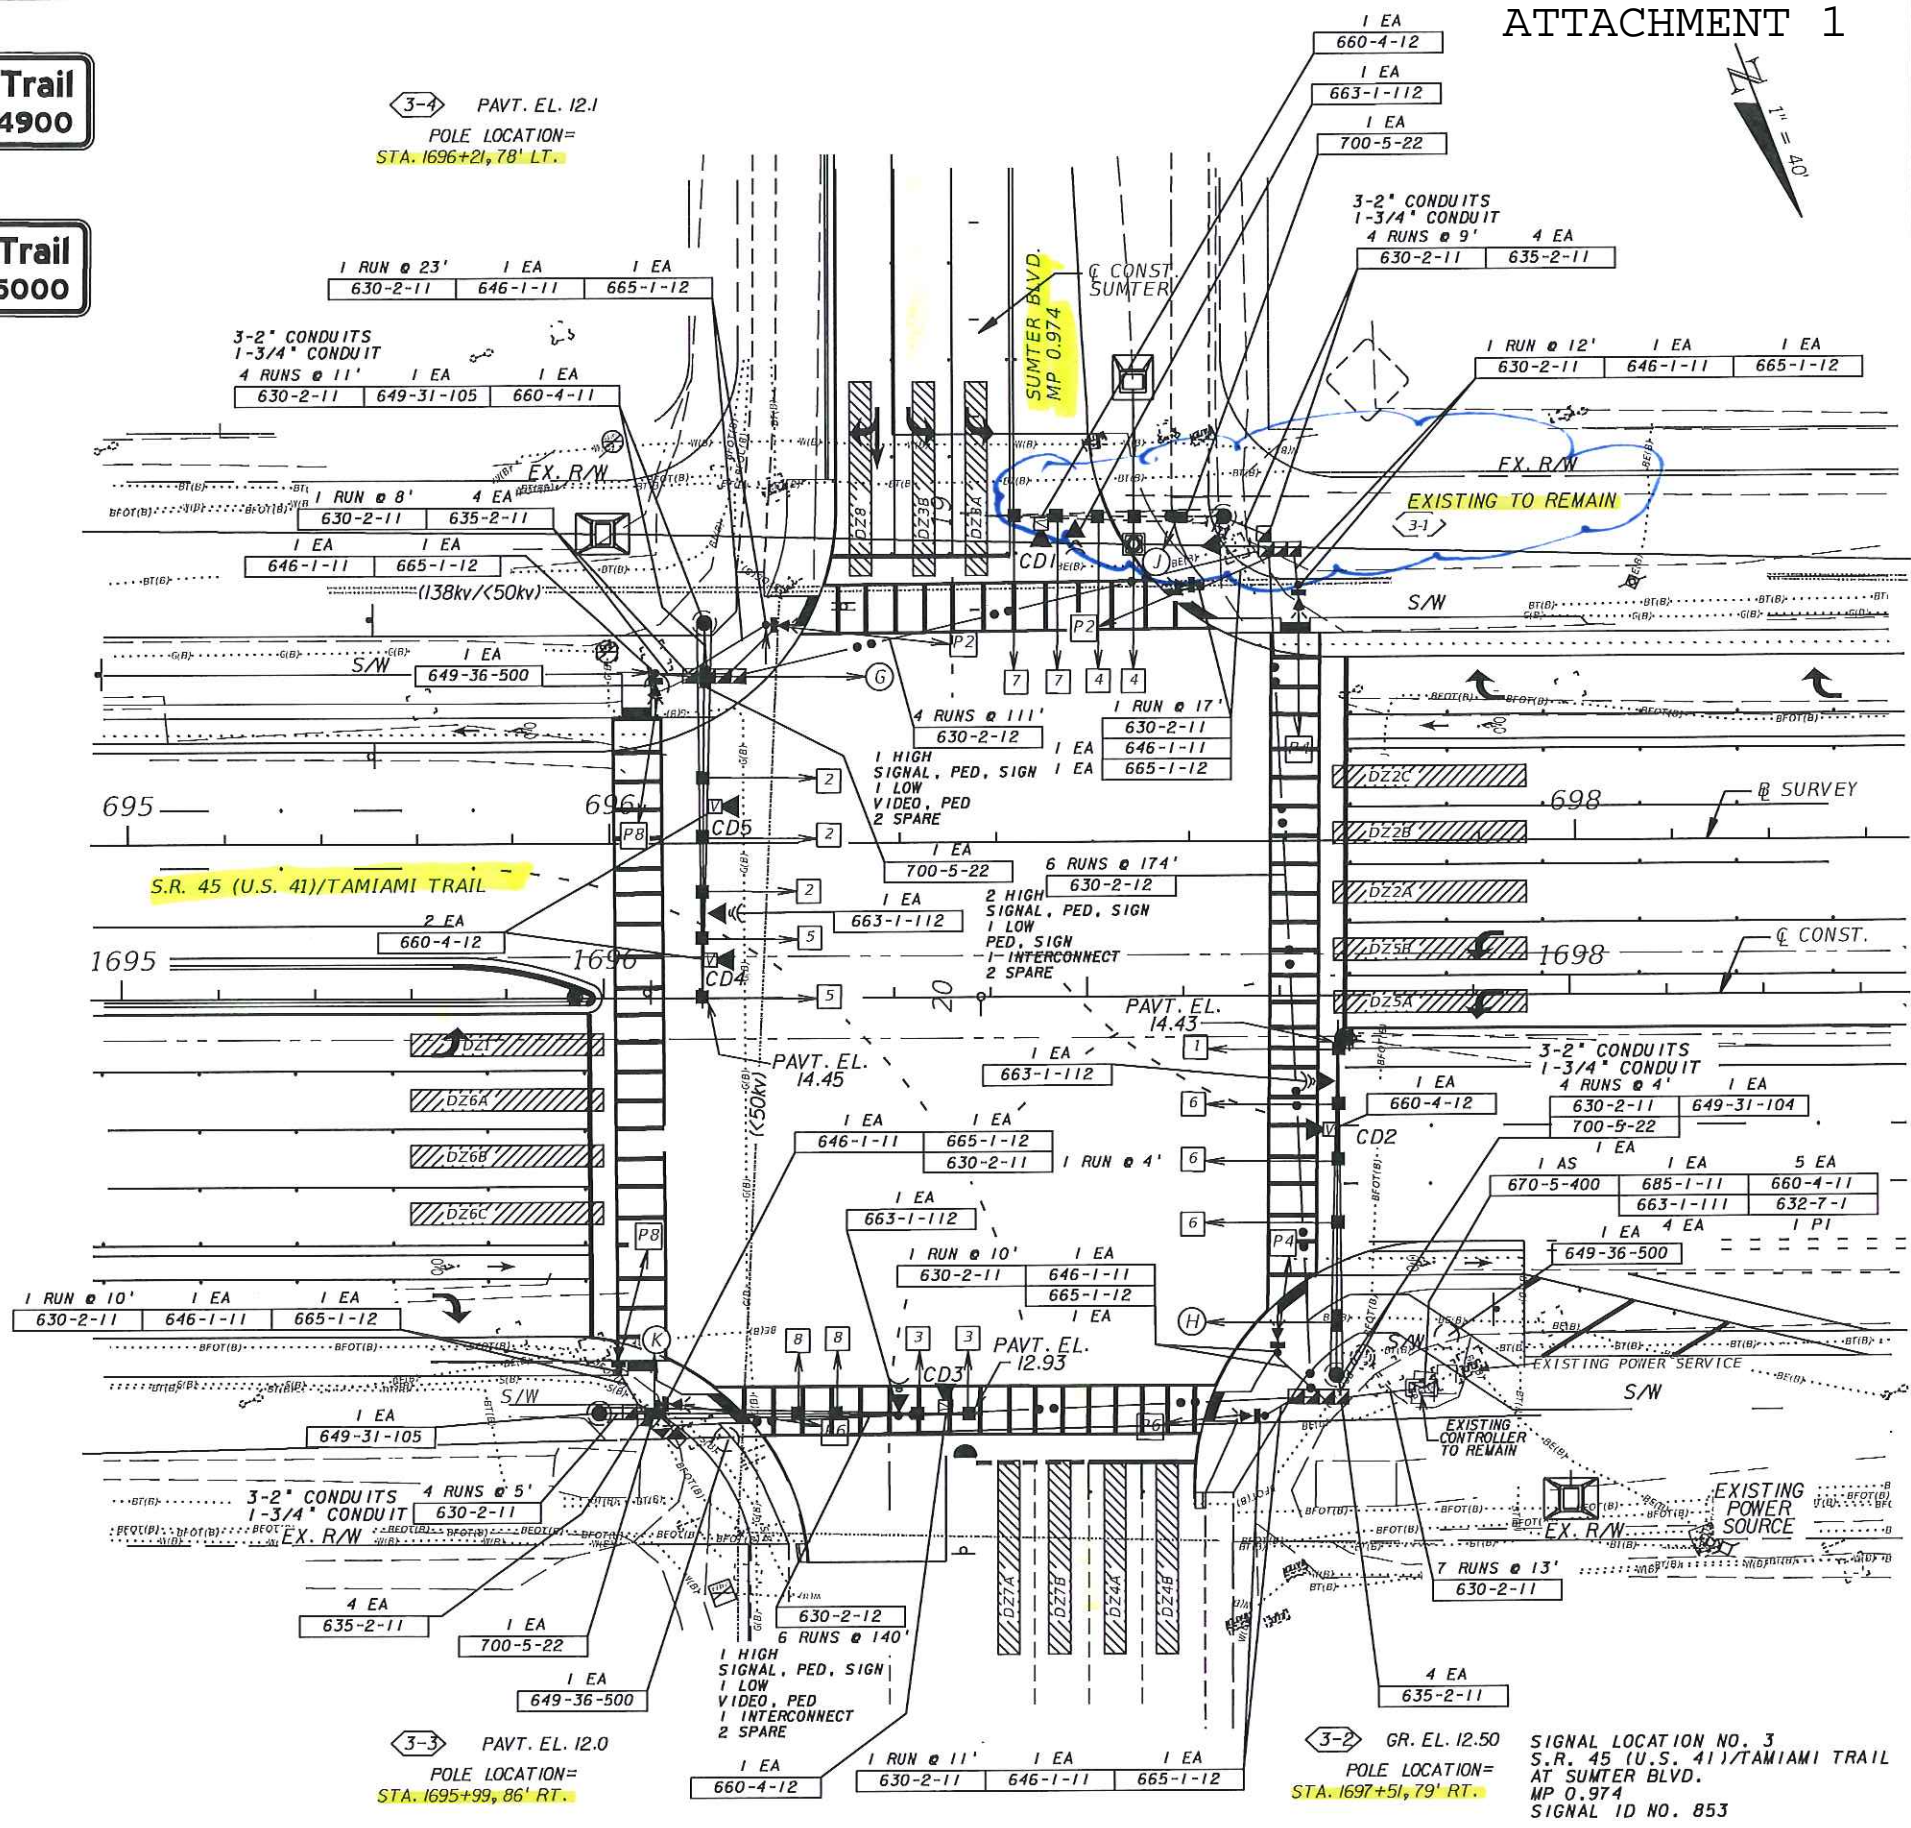 ATTACHMENT 1
Trail
4900
Trail
5000
3-4 PAVT. EL. 12.1
POLE LOCATION=
STA. 1696+21, 78' LT.
1 EA
660-4-12
1 EA
663-1-112
1 EA
700-5-22
1" = 40'
3-2" CONDUITS
1-3/4" CONDUIT
4 RUNS @ 9' 4 EA
630-2-11 635-2-11
1 RUN @ 23' 1 EA 1 EA
630-2-11 646-1-11 665-1-12
SUMTER BLVD.
MP 0.974
℄ CONST.
SUMTER
3-2" CONDUITS
1-3/4" CONDUIT
4 RUNS @ 11' 1 EA 1 EA
630-2-11 649-31-105 660-4-11
1 RUN @ 12' 1 EA 1 EA
630-2-11 646-1-11 665-1-12
EX. R/W
EX. R/W
EXISTING TO REMAIN
3-1
1 RUN @ 8' 4 EA
630-2-11 635-2-11
DZ8
DZ3B
19
DZ3A
1 EA 1 EA
646-1-11 665-1-12
CD1
J
(138kv/<50kv)
S/W
P2
P2
S/W
1 EA
649-36-500
G
7
7
4
4
4 RUNS @ 111'
630-2-12
1 HIGH
SIGNAL, PED, SIGN
1 LOW
VIDEO, PED
2 SPARE
1 RUN @ 17'
630-2-11
1 EA 646-1-11
1 EA 665-1-12
P4
2
DZ2C
695
696
698
℄ SURVEY
P8
CD5
2
DZ2B
S.R. 45 (U.S. 41)/TAMIAMI TRAIL
1 EA
700-5-22
6 RUNS @ 174'
630-2-12
2 HIGH
SIGNAL, PED, SIGN
1 LOW
PED, SIGN
1 INTERCONNECT
2 SPARE
2
DZ2A
1 EA
663-1-112
2 EA
660-4-12
5
DZ5B
℄ CONST.
1695
1696
1698
CD4
5
20
DZ5A
PAVT. EL.
14.43
PAVT. EL.
14.45
DZ1
1
1 EA
663-1-112
3-2" CONDUITS
1-3/4" CONDUIT
4 RUNS @ 4' 1 EA
630-2-11 649-31-104
700-5-22
1 EA
1 EA
660-4-12
DZ6A
6
(<50kv)
1 EA 1 EA
646-1-11 665-1-12
630-2-11 1 RUN @ 4'
CD2
DZ6B
6
1 AS 1 EA 5 EA
670-5-400 685-1-11 660-4-11
663-1-111 632-7-1
4 EA 1 PI
DZ6C
1 EA
663-1-112
6
P8
P4
1 EA
649-36-500
1 RUN @ 10' 1 EA
630-2-11 646-1-11
665-1-12
1 EA
1 RUN @ 10' 1 EA 1 EA
630-2-11 646-1-11 665-1-12
K
8
8
3
3
H
PAVT. EL.
12.93
CD3
S/W
EXISTING POWER SERVICE
S/W
S/W
1 EA
649-31-105
P6
P6
EXISTING
CONTROLLER
TO REMAIN
3-2" CONDUITS
1-3/4" CONDUIT
4 RUNS @ 5'
630-2-11
EX. R/W
EX. R/W
EXISTING
POWER
SOURCE
7 RUNS @ 13'
630-2-11
DZ7A
DZ7B
DZ4A
DZ4B
4 EA
635-2-11
1 EA
700-5-22
630-2-12
6 RUNS @ 140'
1 HIGH
SIGNAL, PED, SIGN
1 LOW
VIDEO, PED
1 INTERCONNECT
2 SPARE
1 EA
649-36-500
4 EA
635-2-11
3-3 PAVT. EL. 12.0
POLE LOCATION=
STA. 1695+99, 86' RT.
1 EA
660-4-12
1 RUN @ 11' 1 EA 1 EA
630-2-11 646-1-11 665-1-12
3-2 GR. EL. 12.50
POLE LOCATION=
STA. 1697+51, 79' RT.
SIGNAL LOCATION NO. 3
S.R. 45 (U.S. 41)/TAMIAMI TRAIL
AT SUMTER BLVD.
MP 0.974
SIGNAL ID NO. 853